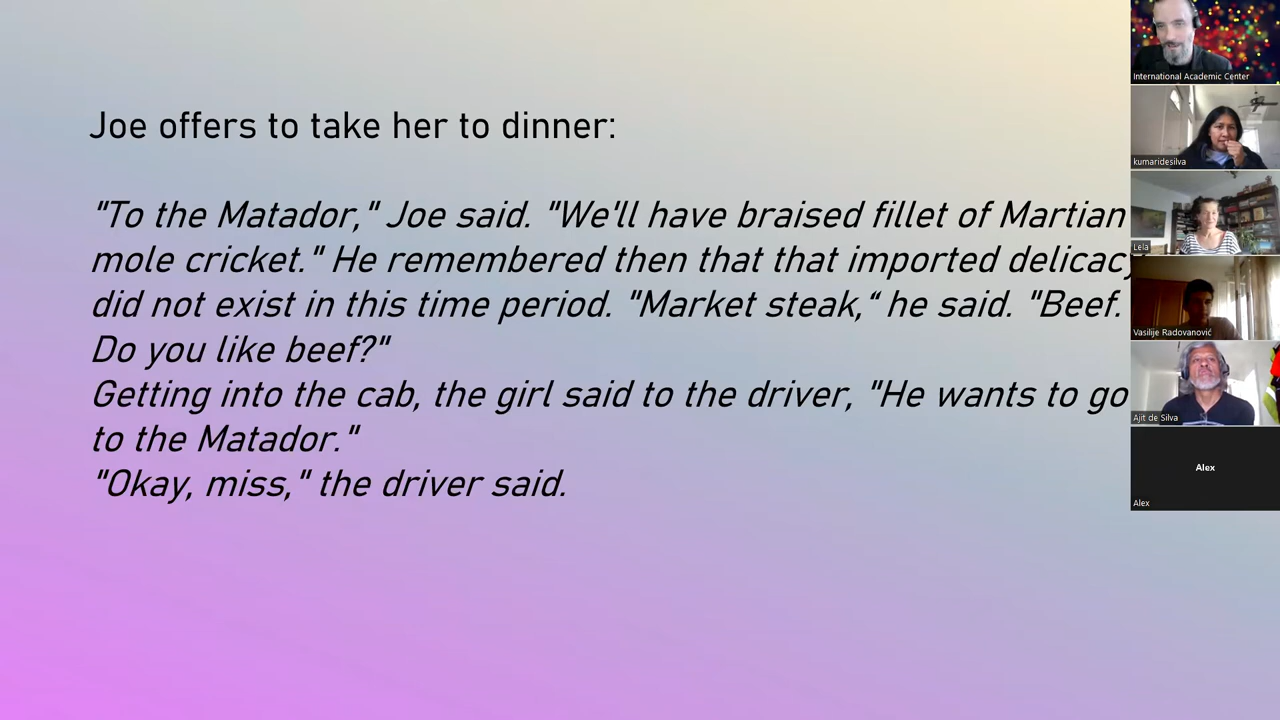 Joe offers to take her to dinner:
"To the Matador," Joe said. "We'll have braised fillet of Martian
mole cricket." He remembered then that that imported delicacy
did not exist in this time period. "Market steak,“ he said. "Beef.
Do you like beef?"
Getting into the cab, the girl said to the driver, "He wants to go
to the Matador."
"Okay, miss," the driver said.
International Academic Center
kumaridesilva
Lela
Vasilije Radovanović
Ajit de Silva
Alex
Alex